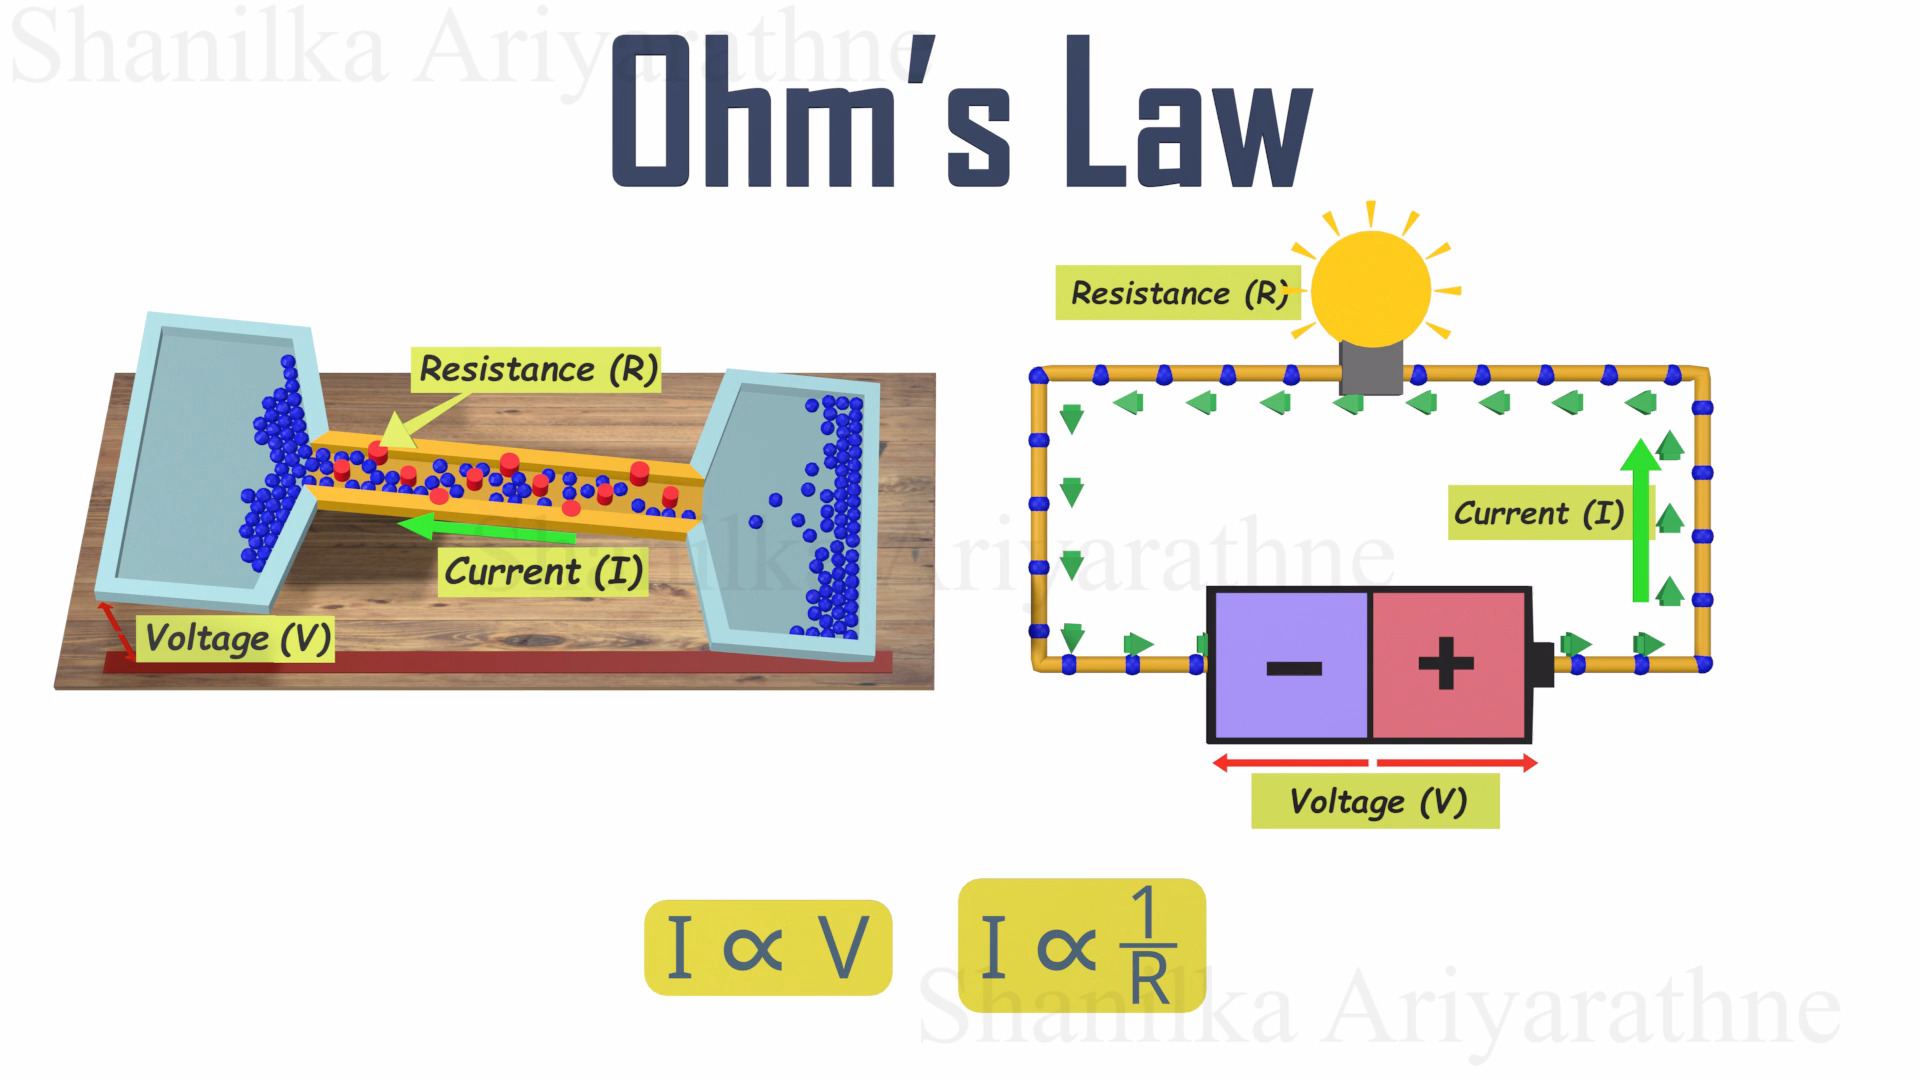 Shanilka Ariyarathne
Ohm's Law
Resistance (R)
Current (I)
Voltage (V)
Resistance (R)
Current (I)
− +
Voltage (V)
Shanilka Ariyarathne
I ∝ V
I ∝ 1/R
Shanilka Ariyarathne